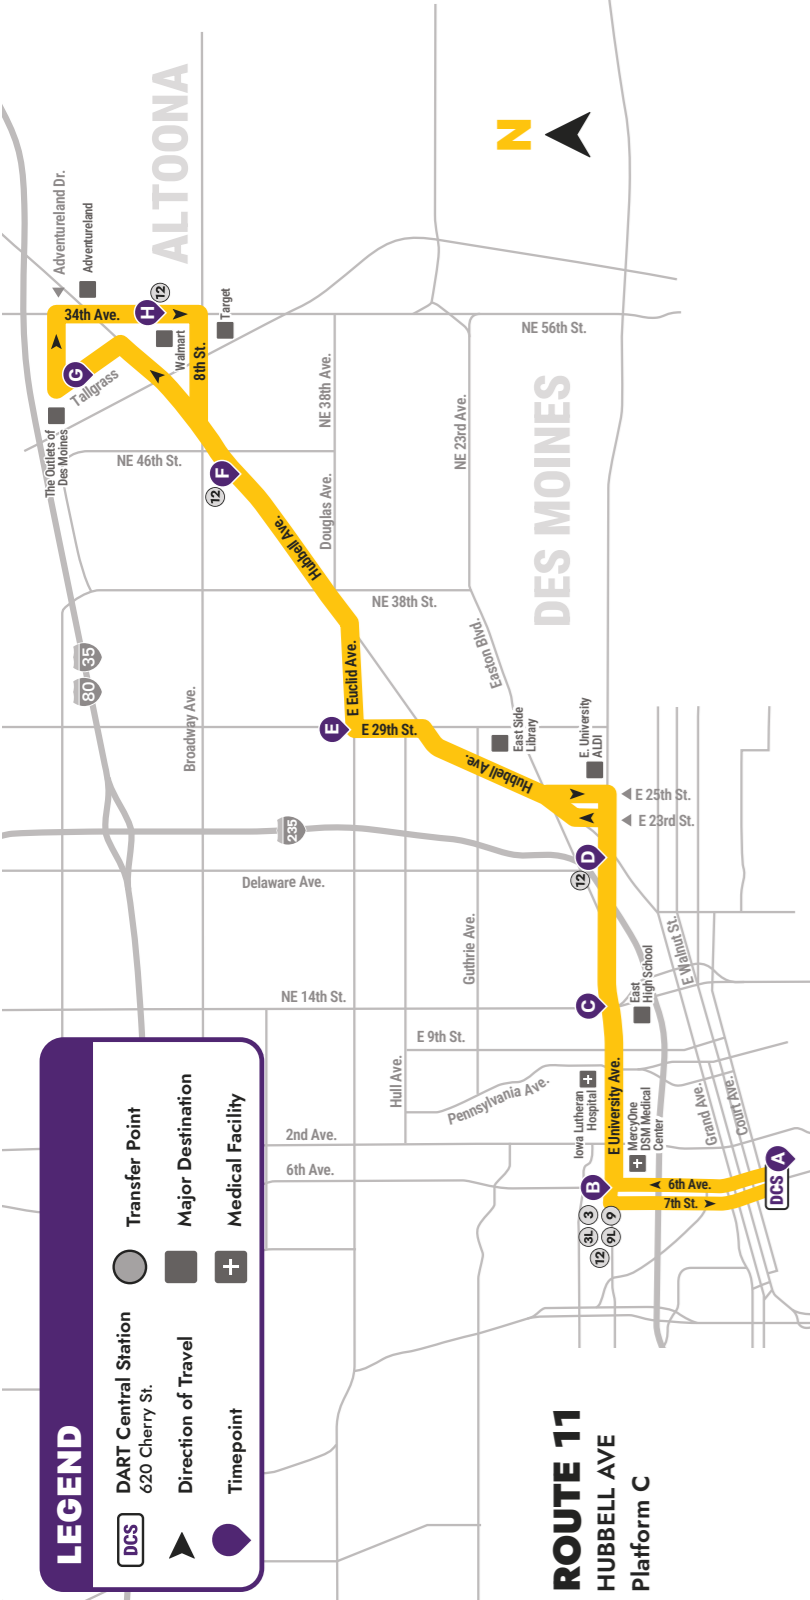 LEGEND
DCS
DART Central Station
620 Cherry St.
Direction of Travel
Timepoint
Transfer Point
Major Destination
Medical Facility
ROUTE 11
HUBBELL AVE
Platform C
ALTOONA
DES MOINES
N
Adventureland Dr.
Adventureland
34th Ave.
H
12
Walmart
Target
8th St.
G
Tallgrass
The Outlets of
Des Moines
NE 46th St.
F
12
Hubbell Ave.
NE 38th Ave.
Douglas Ave.
NE 56th St.
NE 23rd Ave.
NE 38th St.
Easton Blvd.
80
35
Broadway Ave.
E Euclid Ave.
E
E 29th St.
Hubbell Ave.
East Side
Library
E. University
ALDI
E 25th St.
E 23rd St.
235
D
12
Delaware Ave.
Guthrie Ave.
NE 14th St.
C
East
High School
E Walnut St.
E 9th St.
Hull Ave.
Pennsylvania Ave.
Iowa Lutheran
Hospital
E University Ave.
MercyOne
DSM Medical
Center
Grand Ave.
Court Ave.
2nd Ave.
6th Ave.
B
3
3L
9
9L
12
6th Ave.
7th St.
A
DCS